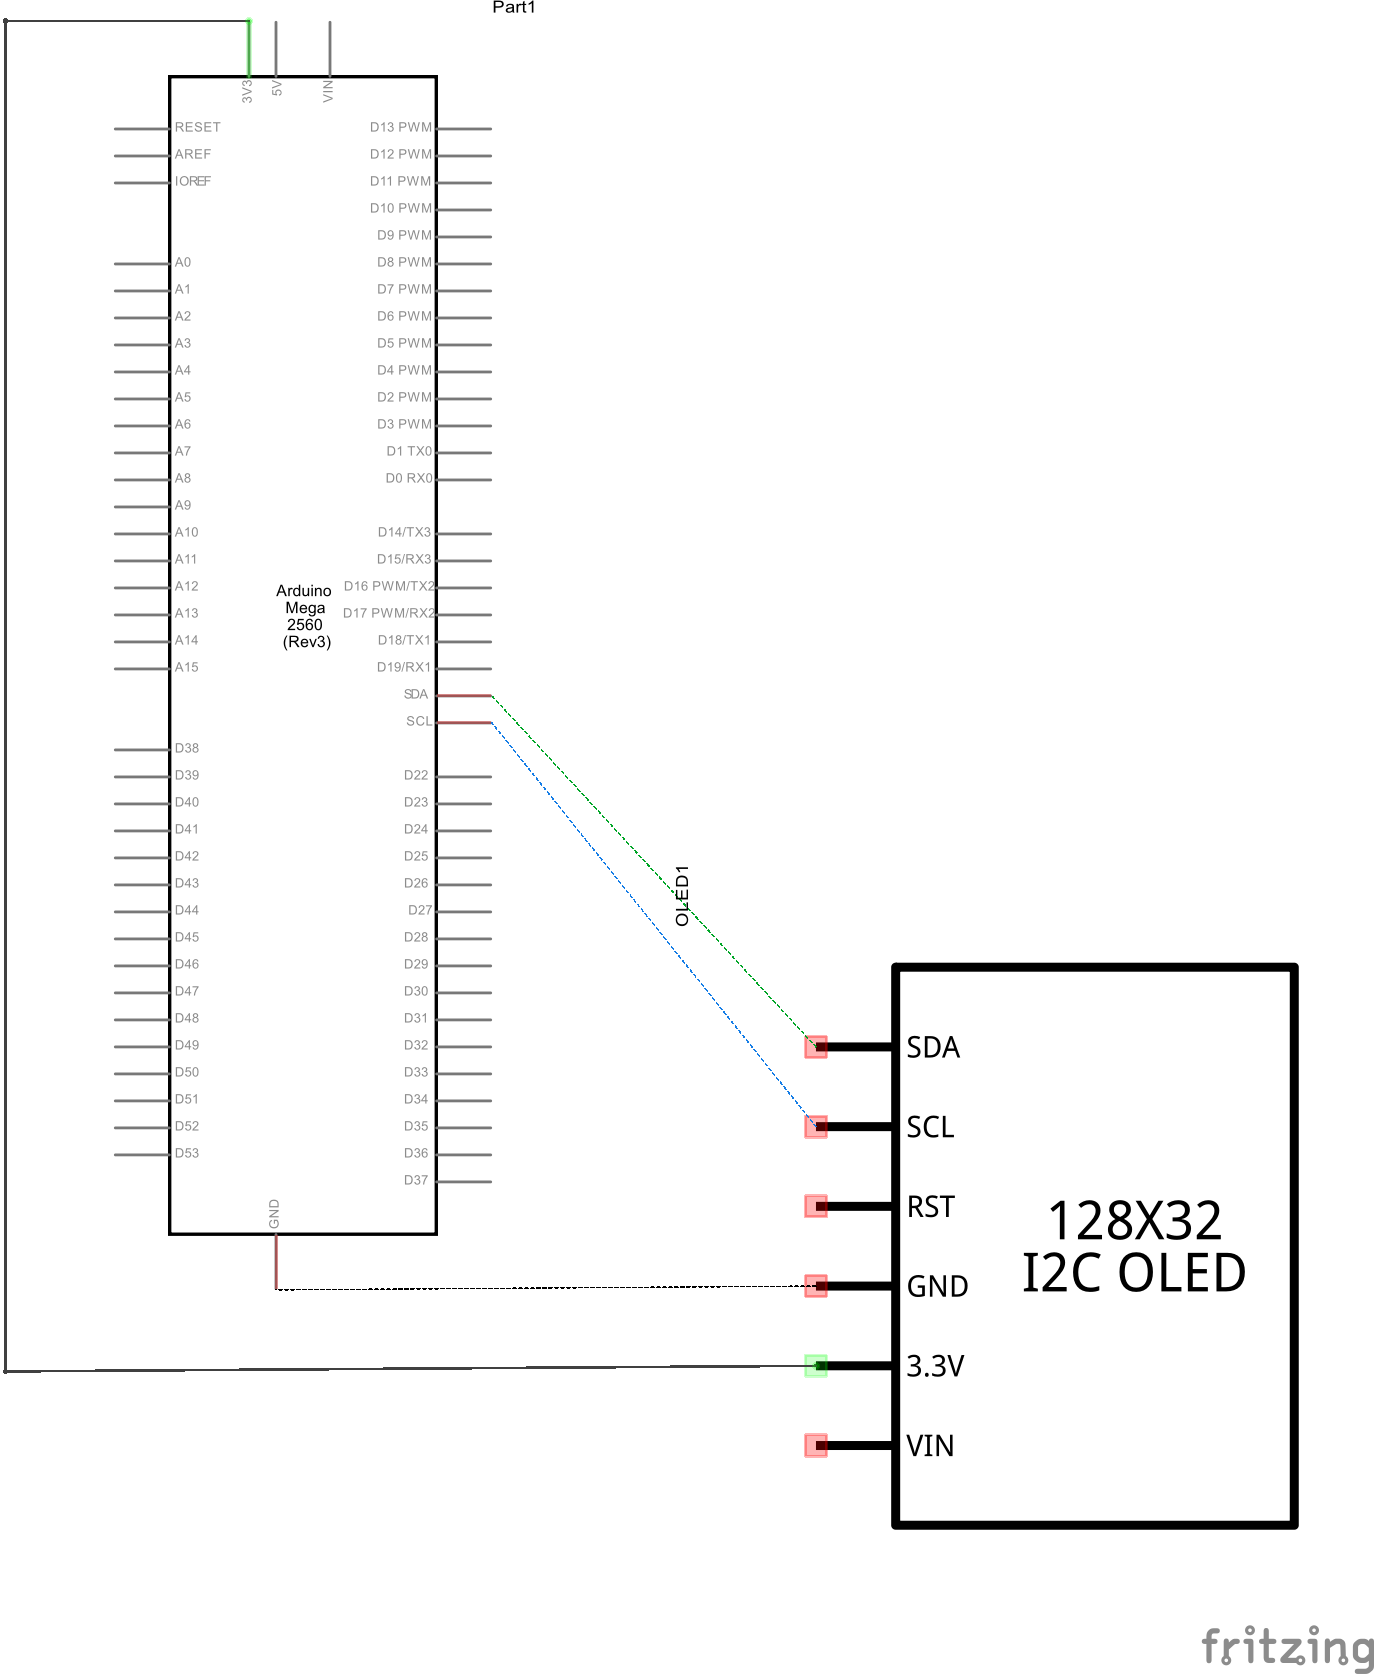 Part1
3V3
5V
VIN
RESET
AREF
IOREF
A0
A1
A2
A3
A4
A5
A6
A7
A8
A9
A10
A11
A12
A13
A14
A15
D38
D39
D40
D41
D42
D43
D44
D45
D46
D47
D48
D49
D50
D51
D52
D53
Arduino
Mega
2560
(Rev3)
D13 PWM
D12 PWM
D11 PWM
D10 PWM
D9 PWM
D8 PWM
D7 PWM
D6 PWM
D5 PWM
D4 PWM
D2 PWM
D3 PWM
D1 TX0
D0 RX0
D14/TX3
D15/RX3
D16 PWM/TX2
D17 PWM/RX2
D18/TX1
D19/RX1
SDA
SCL
D22
D23
D24
D25
D26
D27
D28
D29
D30
D31
D32
D33
D34
D35
D36
D37
GND
OLED1
SDA
SCL
RST
GND
3.3V
VIN
128X32
I2C OLED
fritzing